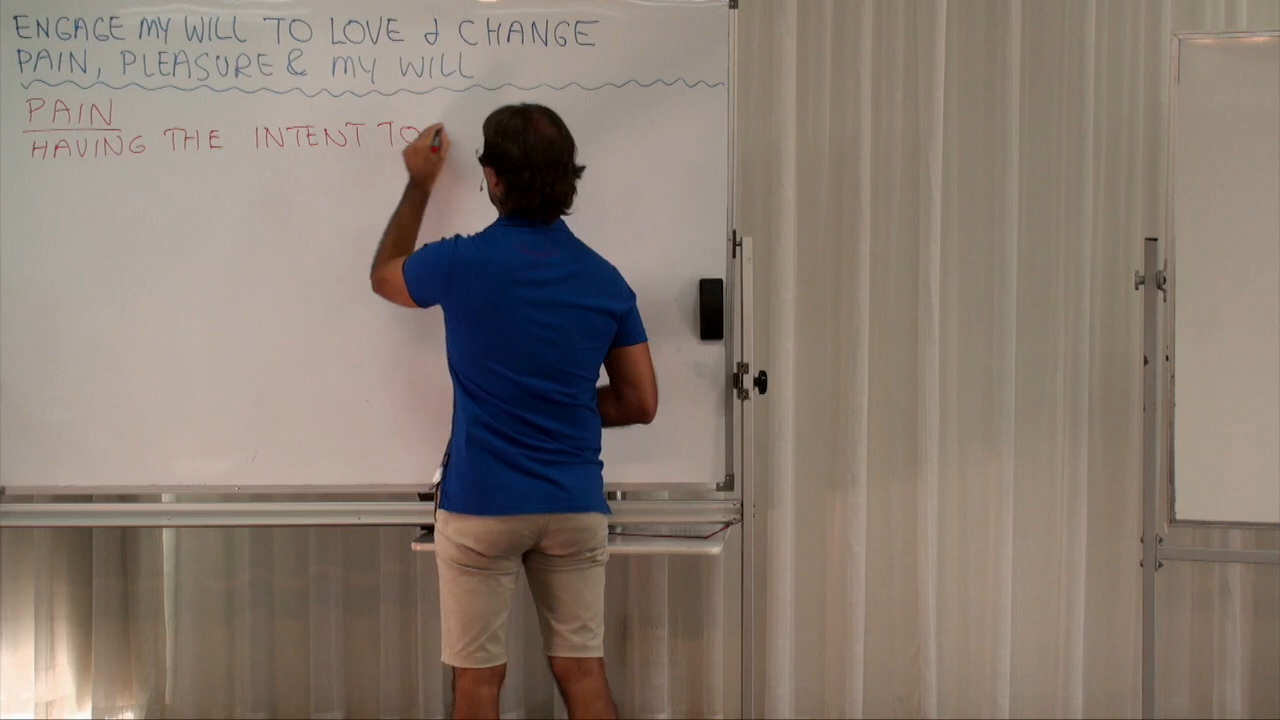 ENGAGE MY WILL TO LOVE & CHANGE
PAIN, PLEASURE & MY WILL
PAIN
HAVING THE INTENT TO